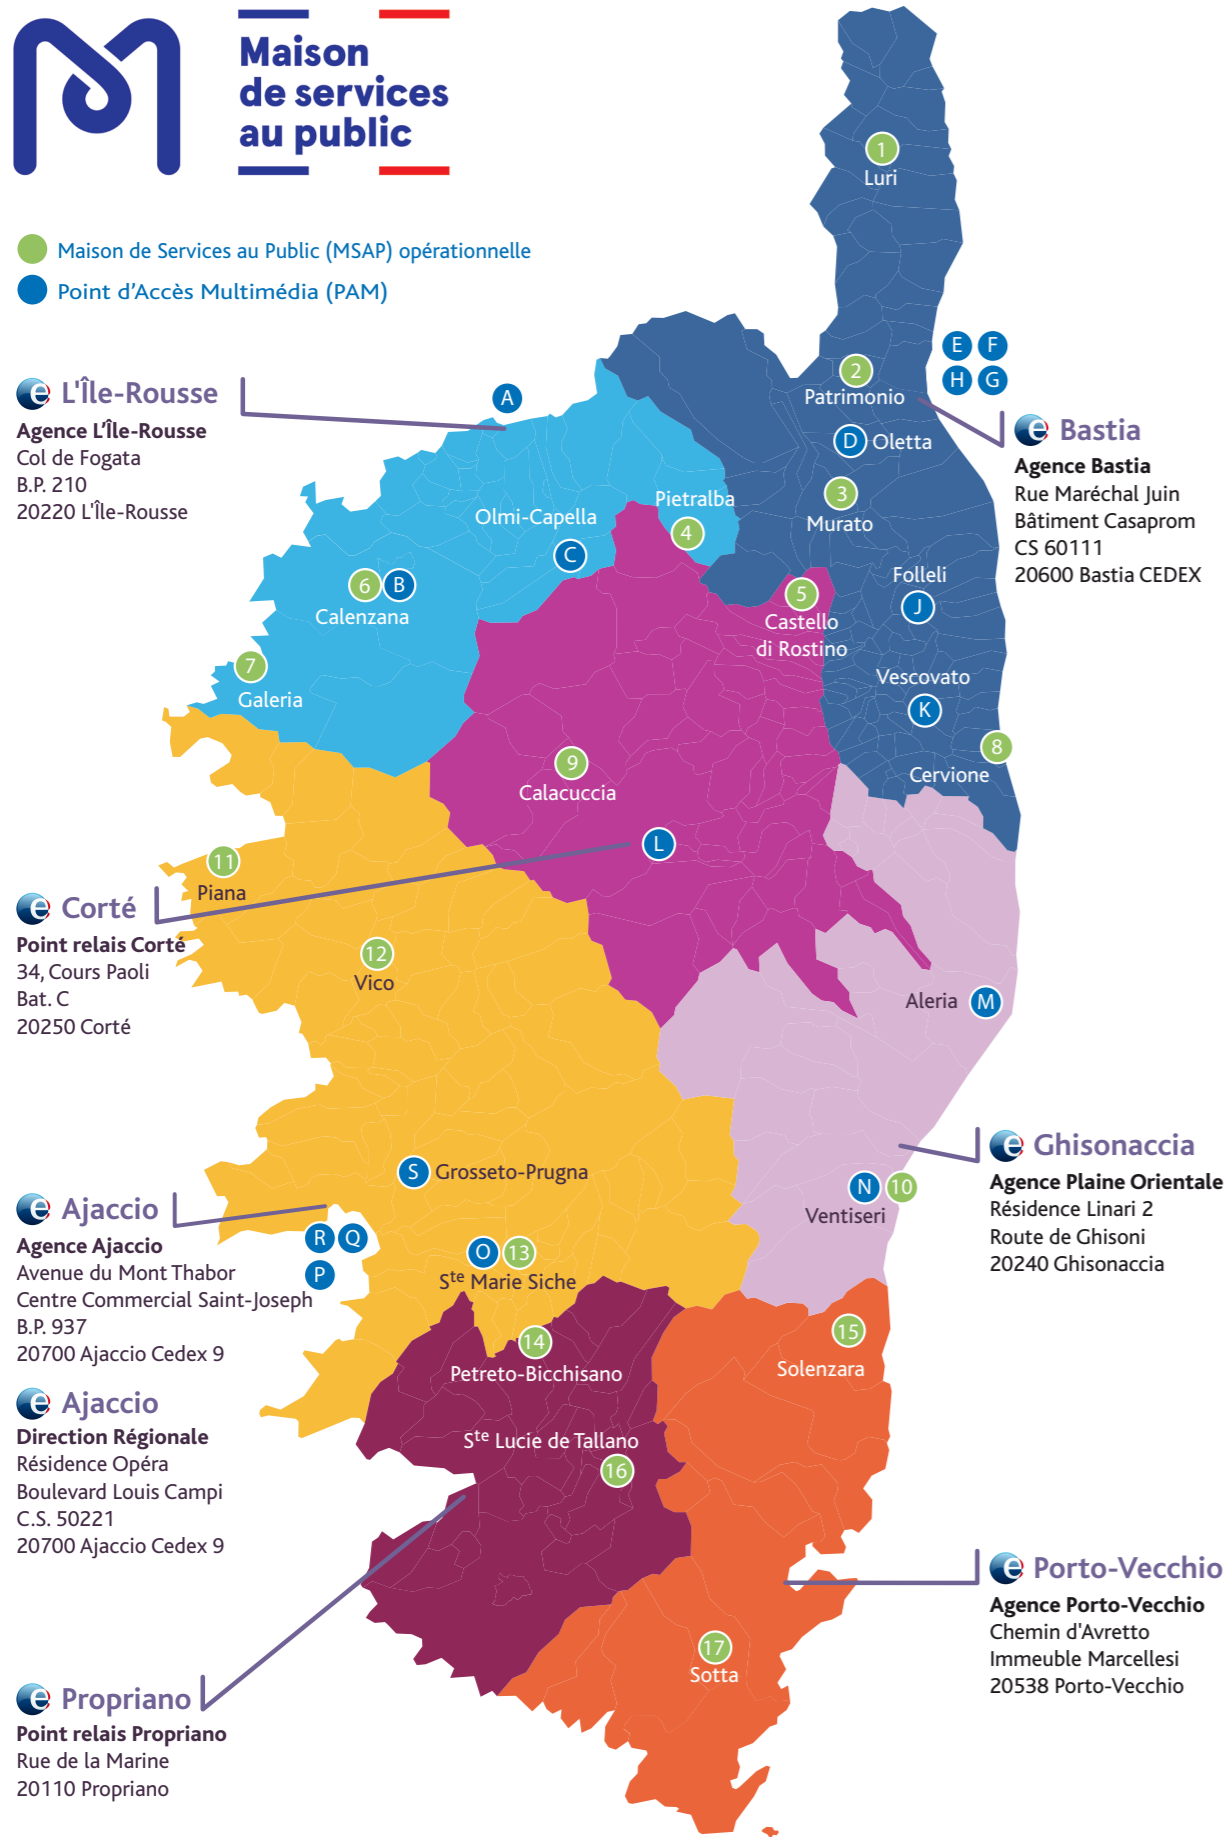 Maison
de services
au public
Maison de Services au Public (MSAP) opérationnelle
Point d'Accès Multimédia (PAM)
1
Luri
E F
H G
2
Patrimonio
D Oletta
3
Murato
e L'Île-Rousse
Agence L'Île-Rousse
Col de Fogata
B.P. 210
20220 L'Île-Rousse
A
e Bastia
Agence Bastia
Rue Maréchal Juin
Bâtiment Casaprom
CS 60111
20600 Bastia CEDEX
Pietralba
4
Olmi-Capella
C
6 B
Calenzana
5
Castello
di Rostino
Folleli
J
7
Galeria
Vescovato
K
8
Cervione
9
Calacuccia
L
11
Piana
e Corté
Point relais Corté
34, Cours Paoli
Bat. C
20250 Corté
12
Vico
Aleria M
e Ghisonaccia
Agence Plaine Orientale
Résidence Linari 2
Route de Ghisoni
20240 Ghisonaccia
S Grosseto-Prugna
N 10
Ventiseri
e Ajaccio
Agence Ajaccio
Avenue du Mont Thabor
Centre Commercial Saint-Joseph
B.P. 937
20700 Ajaccio Cedex 9
R Q
P
O 13
Ste Marie Siche
14
Petreto-Bicchisano
15
Solenzara
e Ajaccio
Direction Régionale
Résidence Opéra
Boulevard Louis Campi
C.S. 50221
20700 Ajaccio Cedex 9
Ste Lucie de Tallano
16
e Porto-Vecchio
Agence Porto-Vecchio
Chemin d'Avretto
Immeuble Marcellesi
20538 Porto-Vecchio
17
Sotta
e Propriano
Point relais Propriano
Rue de la Marine
20110 Propriano